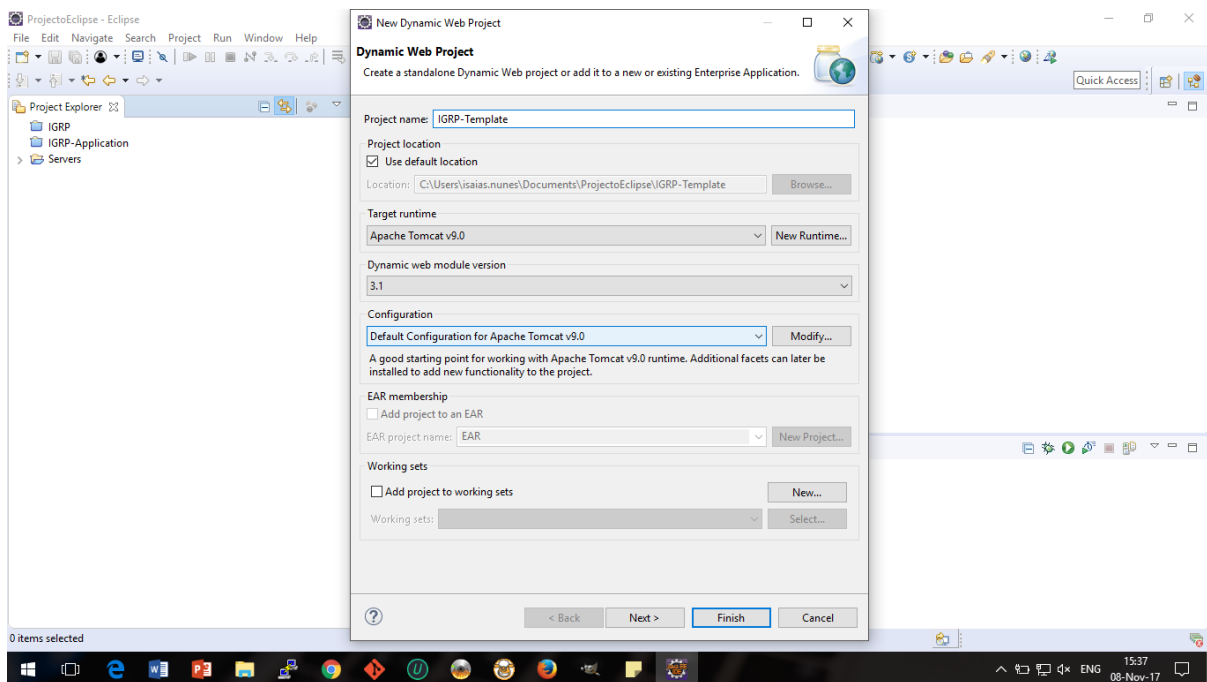 ProjectoEclipse - Eclipse
File Edit Navigate Search Project Run Window Help
Quick Access
Project Explorer
IGRP
IGRP-Application
Servers
New Dynamic Web Project
Dynamic Web Project
Create a standalone Dynamic Web project or add it to a new or existing Enterprise Application.
Project name: IGRP-Template
Project location
Use default location
Location: C:\Users\isaias.nunes\Documents\ProjectoEclipse\IGRP-Template Browse...
Target runtime
Apache Tomcat v9.0 New Runtime...
Dynamic web module version
3.1
Configuration
Default Configuration for Apache Tomcat v9.0 Modify...
A good starting point for working with Apache Tomcat v9.0 runtime. Additional facets can later be
installed to add new functionality to the project.
EAR membership
Add project to an EAR
EAR project name: EAR New Project...
Working sets
Add project to working sets New...
Working sets: Select...
< Back Next > Finish Cancel
0 items selected
ENG 15:37
08-Nov-17